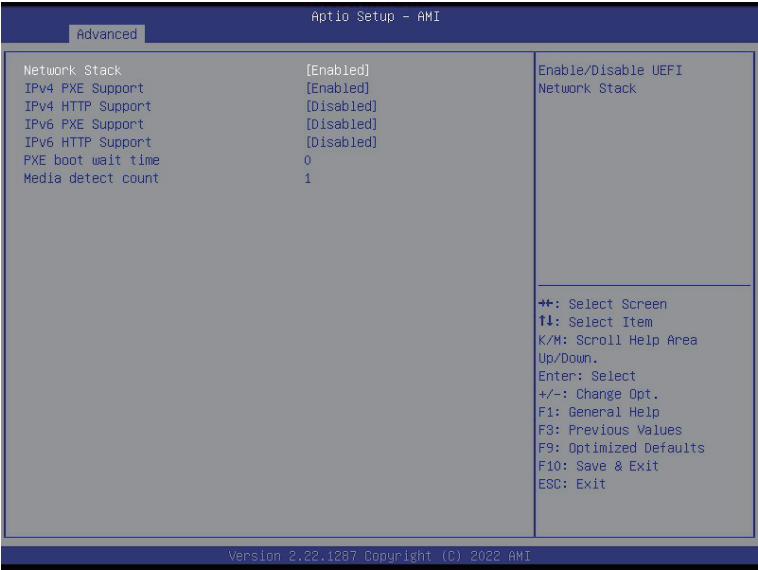 Aptio Setup – AMI
Advanced
Network Stack [Enabled]
IPv4 PXE Support [Enabled]
IPv4 HTTP Support [Disabled]
IPv6 PXE Support [Disabled]
IPv6 HTTP Support [Disabled]
PXE boot wait time 0
Media detect count 1
Enable/Disable UEFI
Network Stack
→←: Select Screen
↑↓: Select Item
K/M: Scroll Help Area
Up/Down.
Enter: Select
+/-: Change Opt.
F1: General Help
F3: Previous Values
F9: Optimized Defaults
F10: Save & Exit
ESC: Exit
Version 2.22.1287 Copyright (C) 2022 AMI